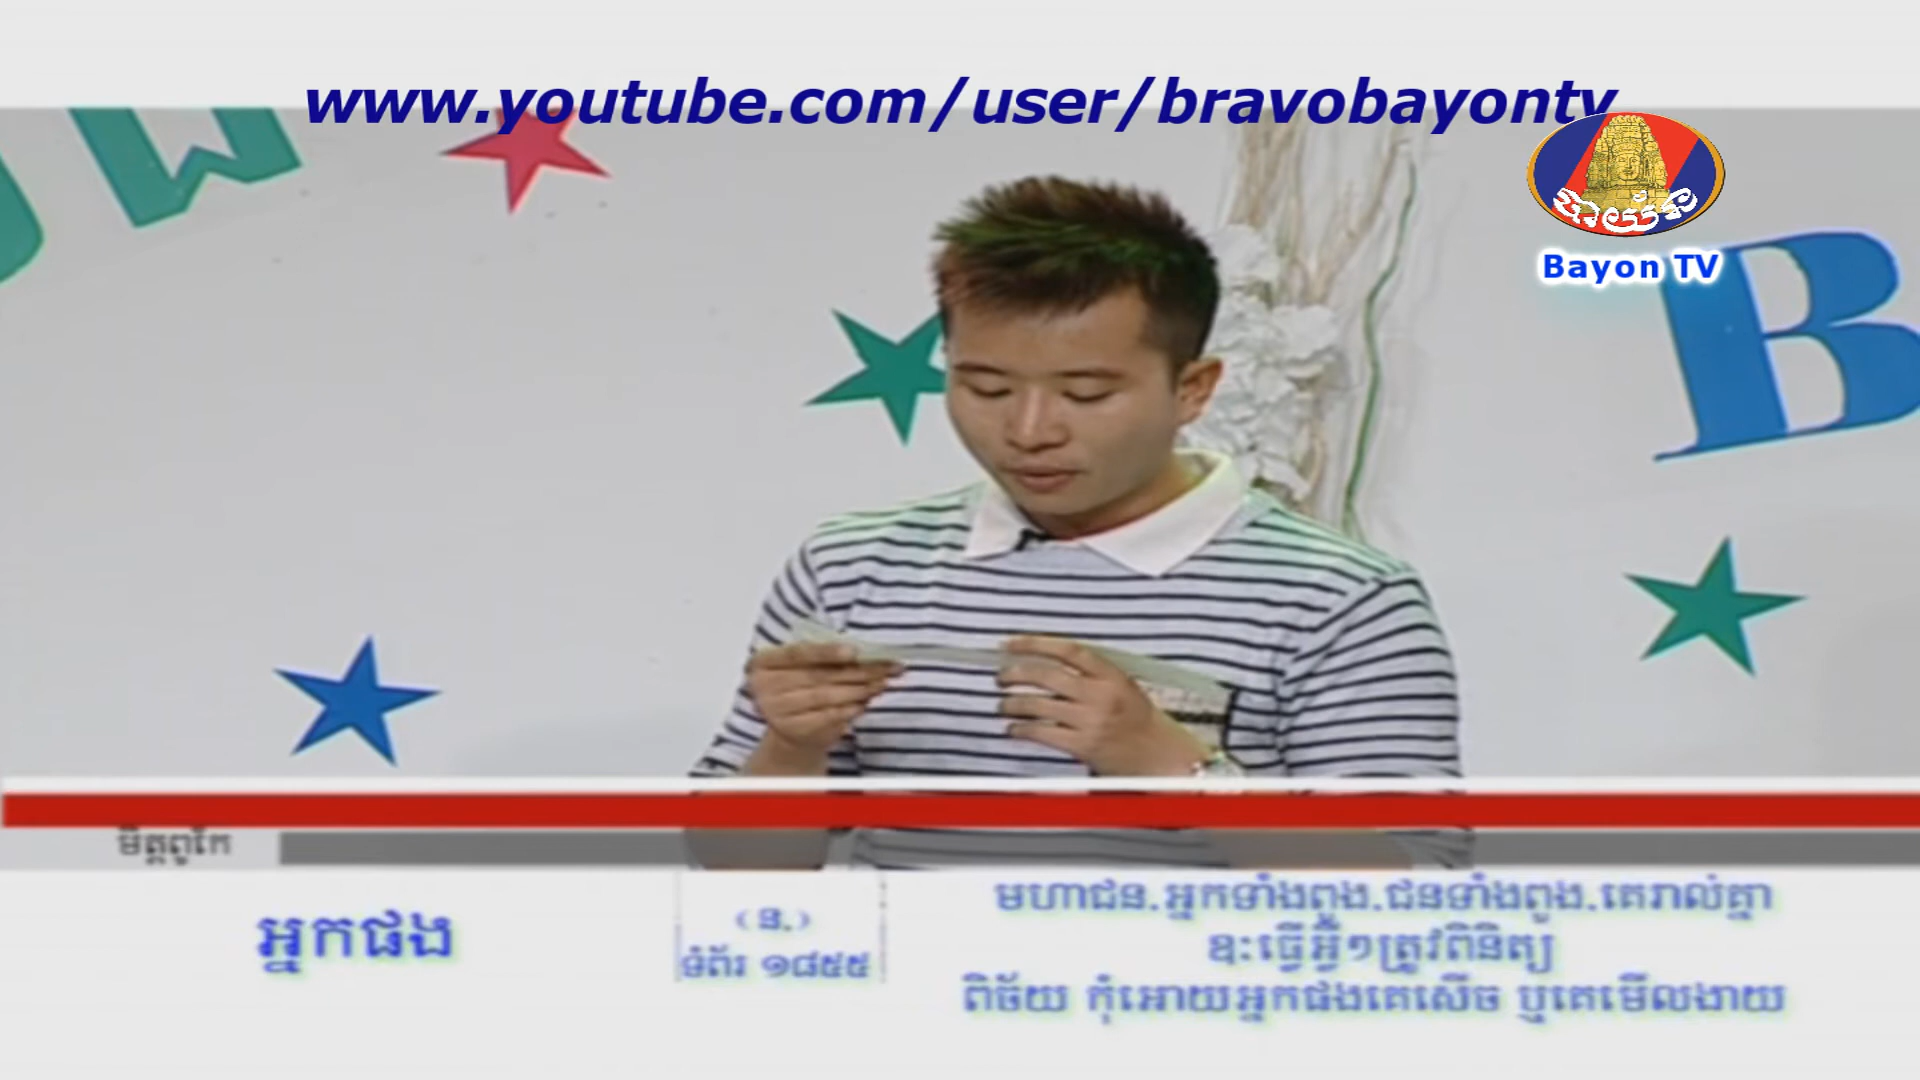 www.youtube.com/user/bravobayontv
បាយ័ន
Bayon TV
B
មិត្តពូកែ
អ្នកផង
(ន.)
ទំព័រ ១៨៥៥
មហាជន.អ្នកទាំងពួង.ជនទាំងពួង.គេរាល់គ្នា
ឧ:ធ្វើអ្វីៗត្រូវពិនិត្យ
ពិច័យ កុំអោយអ្នកផងគេសើច ឬគេមើលងាយ